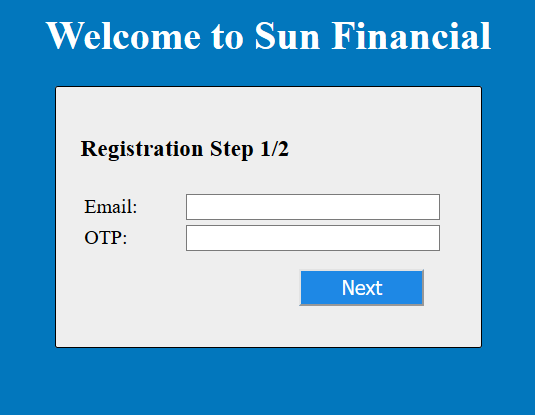 Welcome to Sun Financial
Registration Step 1/2
Email:
OTP:
Next